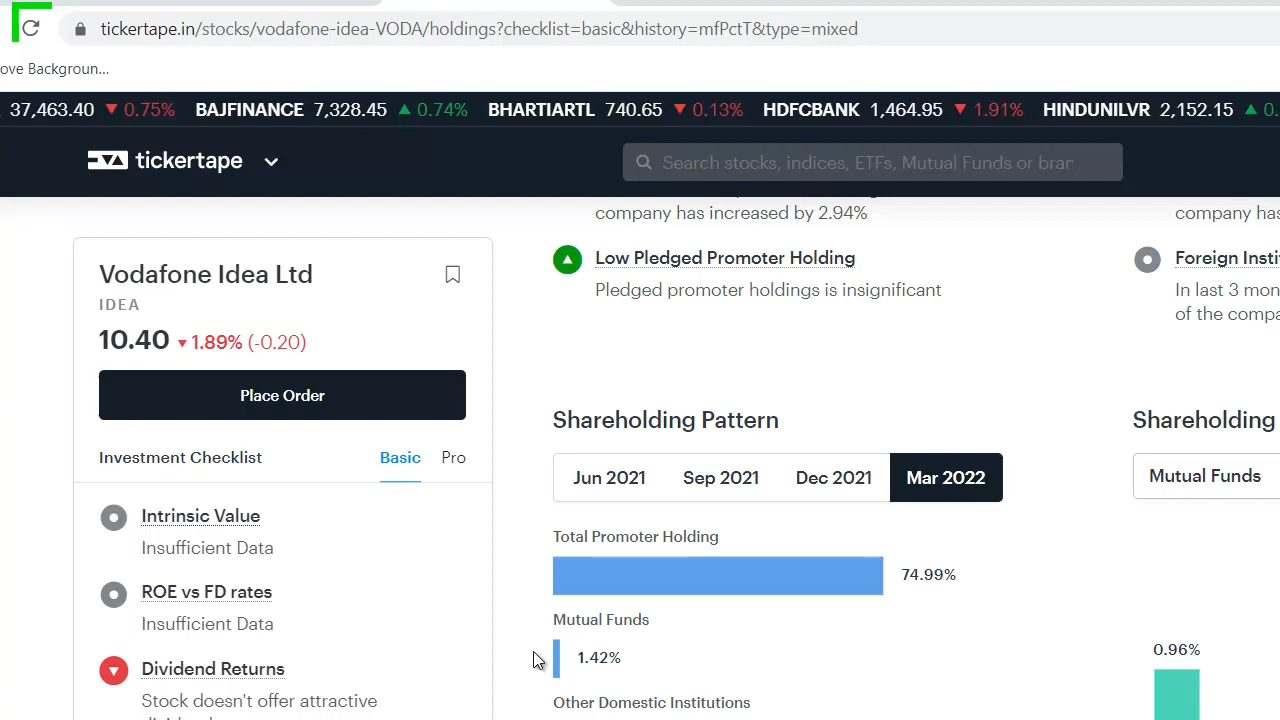 tickertape.in/stocks/vodafone-idea-VODA/holdings?checklist=basic&history=mfPctT&type=mixed
ove Backgroun...
37,463.40 ▼ 0.75% BAJFINANCE 7,328.45 ▲ 0.74% BHARTIARTL 740.65 ▼ 0.13% HDFCBANK 1,464.95 ▼ 1.91% HINDUNILVR 2,152.15 ▲ 0.
tickertape
Search stocks, indices, ETFs, Mutual Funds or bran
company has increased by 2.94%
company has
Low Pledged Promoter Holding
Pledged promoter holdings is insignificant
Foreign Insti
In last 3 mon
of the compa
Vodafone Idea Ltd
IDEA
10.40 ▼ 1.89% (-0.20)
Place Order
Investment Checklist Basic Pro
Intrinsic Value
Insufficient Data
ROE vs FD rates
Insufficient Data
Dividend Returns
Stock doesn't offer attractive
Shareholding Pattern
Jun 2021 Sep 2021 Dec 2021 Mar 2022
Total Promoter Holding
74.99%
Mutual Funds
1.42%
Other Domestic Institutions
Shareholding
Mutual Funds
0.96%